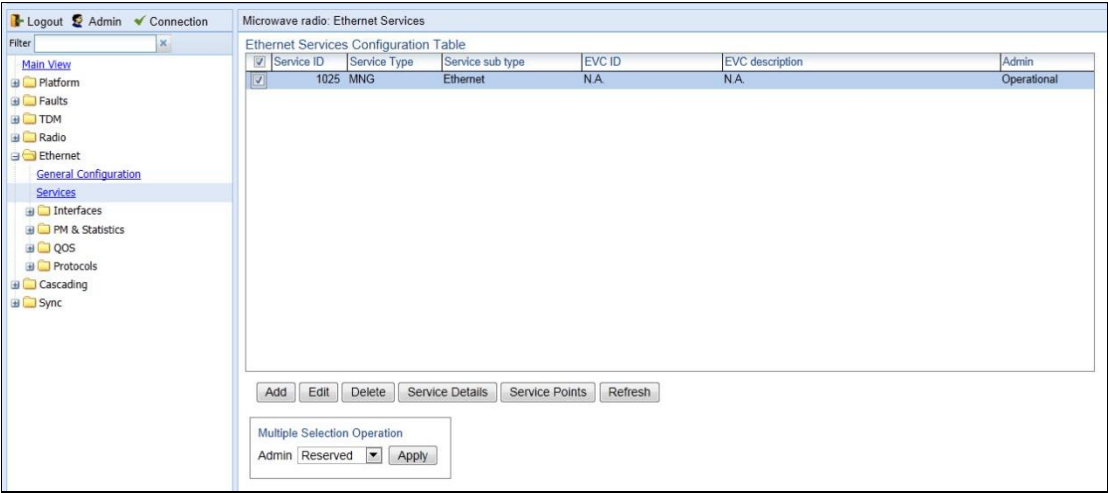 Logout Admin Connection
Filter
Main View
Platform
Faults
TDM
Radio
Ethernet
General Configuration
Services
Interfaces
PM & Statistics
QOS
Protocols
Cascading
Sync
Microwave radio: Ethernet Services
Ethernet Services Configuration Table
Service ID Service Type Service sub type EVC ID EVC description Admin
1025 MNG Ethernet N.A. N.A. Operational
Add Edit Delete Service Details Service Points Refresh
Multiple Selection Operation
Admin Reserved Apply